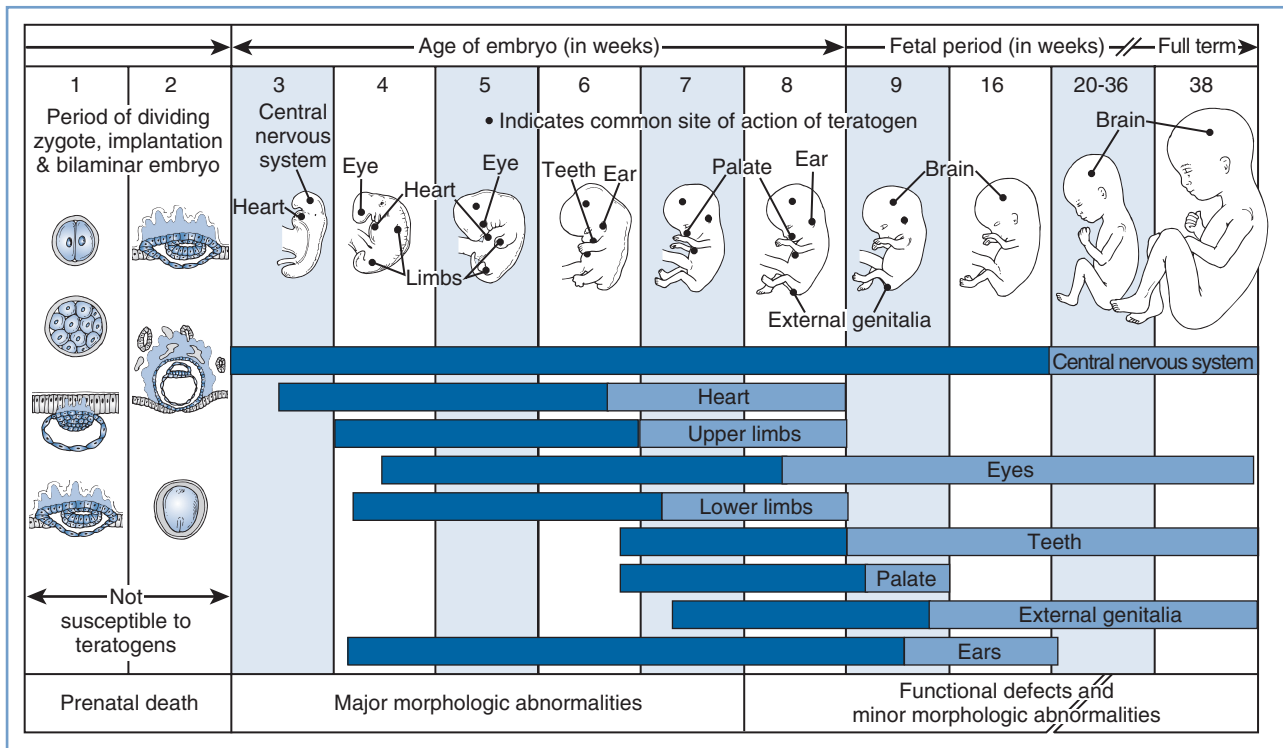 Age of embryo (in weeks)
Fetal period (in weeks)
Full term
1
2
3
4
5
6
7
8
9
16
20-36
38
Period of dividing
zygote, implantation
& bilaminar embryo
Central
nervous
system
• Indicates common site of action of teratogen
Brain
Eye
Heart
Heart
Eye
Limbs
Teeth
Ear
Palate
Ear
Brain
External genitalia
Central nervous system
Heart
Upper limbs
Eyes
Lower limbs
Teeth
Palate
External genitalia
Ears
Not
susceptible to
teratogens
Prenatal death
Major morphologic abnormalities
Functional defects and
minor morphologic abnormalities